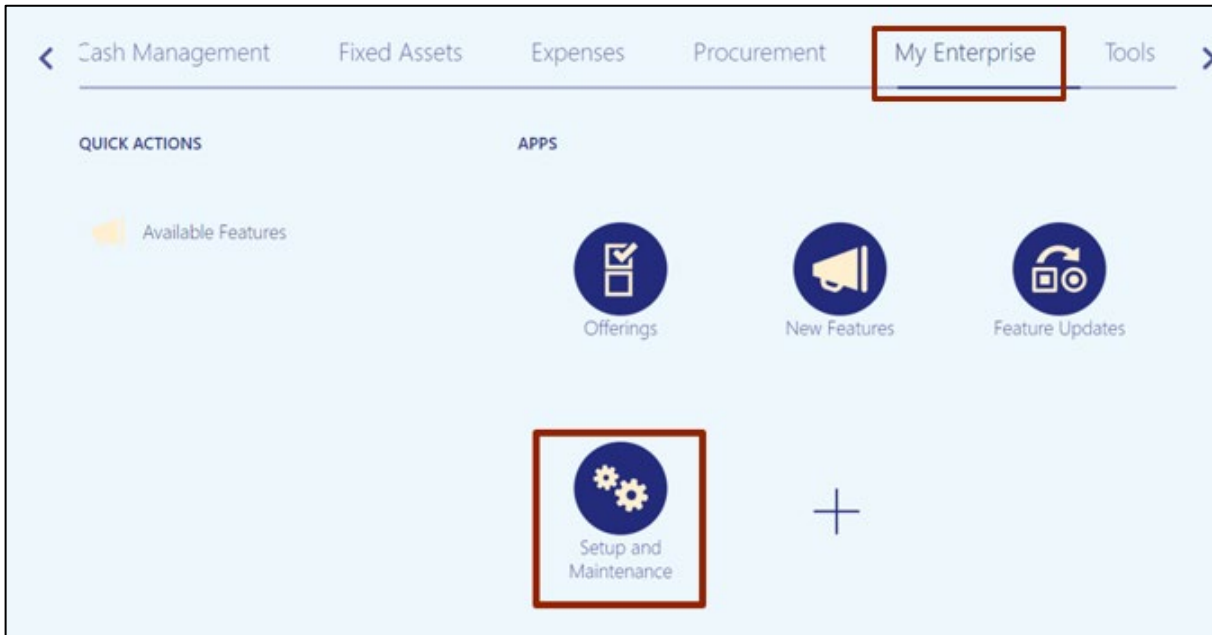 Cash Management Fixed Assets Expenses Procurement My Enterprise Tools
QUICK ACTIONS
APPS
Available Features
Offerings
New Features
Feature Updates
Setup and
Maintenance